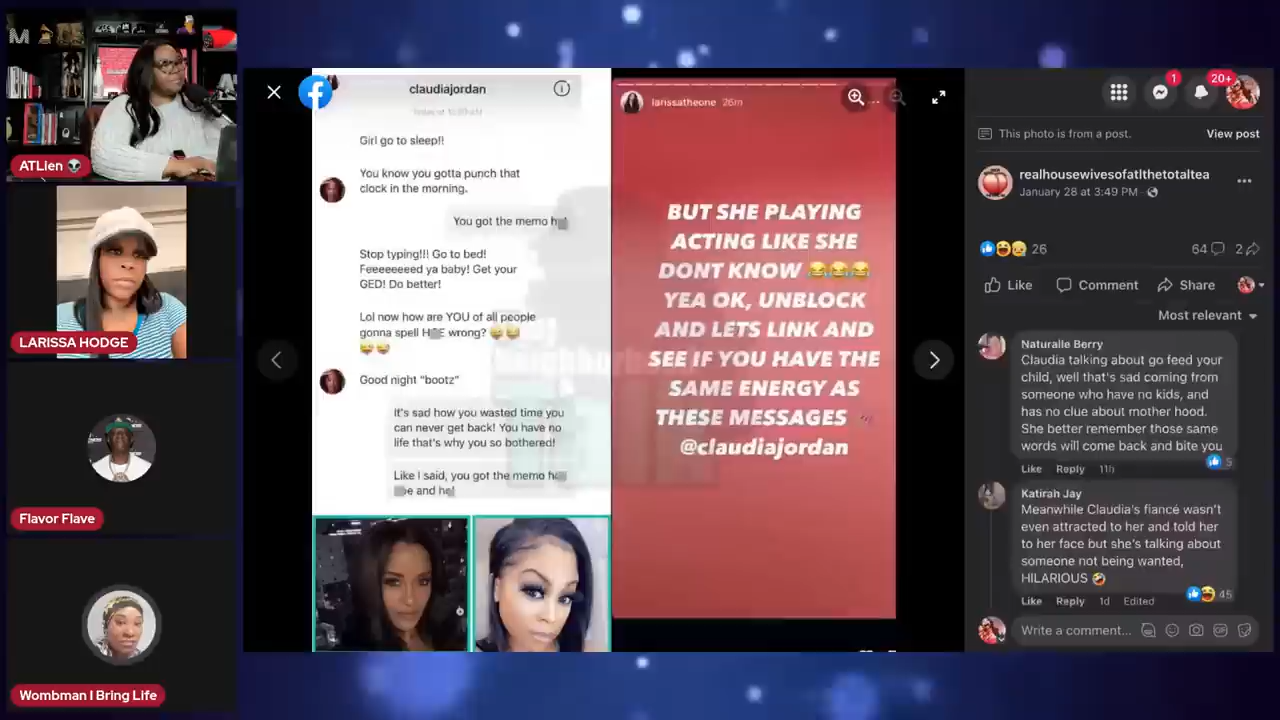 ATLien 👽
LARISSA HODGE
Flavor Flave
Wombman I Bring Life
claudiajordan
Girl go to sleep!!
You know you gotta punch that
clock in the morning.
You got the memo
Stop typing!!! Go to bed!
Feeeeeeeed ya baby! Get your
GED! Do better!
Lol now how are YOU of all people
gonna spell wrong? 😜😜
😜😜
Good night "bootz"
It's sad how you wasted time you
can never get back! You have no
life that's why you so bothered!
Like I said, you got the memo
and
larissatheone 26m
BUT SHE PLAYING
ACTING LIKE SHE
DONT KNOW 😂😂😂
YEA OK, UNBLOCK
AND LETS LINK AND
SEE IF YOU HAVE THE
SAME ENERGY AS
THESE MESSAGES
@claudiajordan
1
20+
This photo is from a post.
View post
realhousewivesofatlthetotaltea
January 28 at 3:49 PM
26
64
2
Like
Comment
Share
Most relevant
Naturalle Berry
Claudia talking about go feed your
child, well that's sad coming from
someone who have no kids, and
has no clue about mother hood.
She better remember those same
words will come back and bite you
Like Reply 11h
5
Katirah Jay
Meanwhile Claudia's fiancé wasn't
even attracted to her and told her
to her face but she's talking about
someone not being wanted,
HILARIOUS 🤣
45
Like Reply 1d Edited
Write a comment...